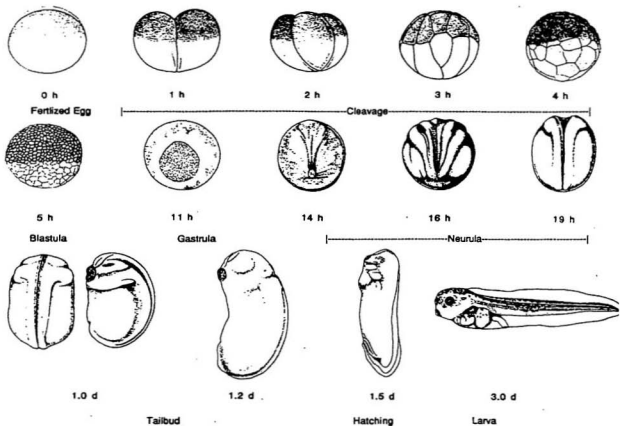 0 h 1 h 2 h 3 h 4 h
Fertlized Egg Cleavage
5 h 11 h 14 h 16 h 19 h
Blastula Gastrula Neurula
1.0 d 1.2 d 1.5 d 3.0 d
Tailbud Hatching Larva